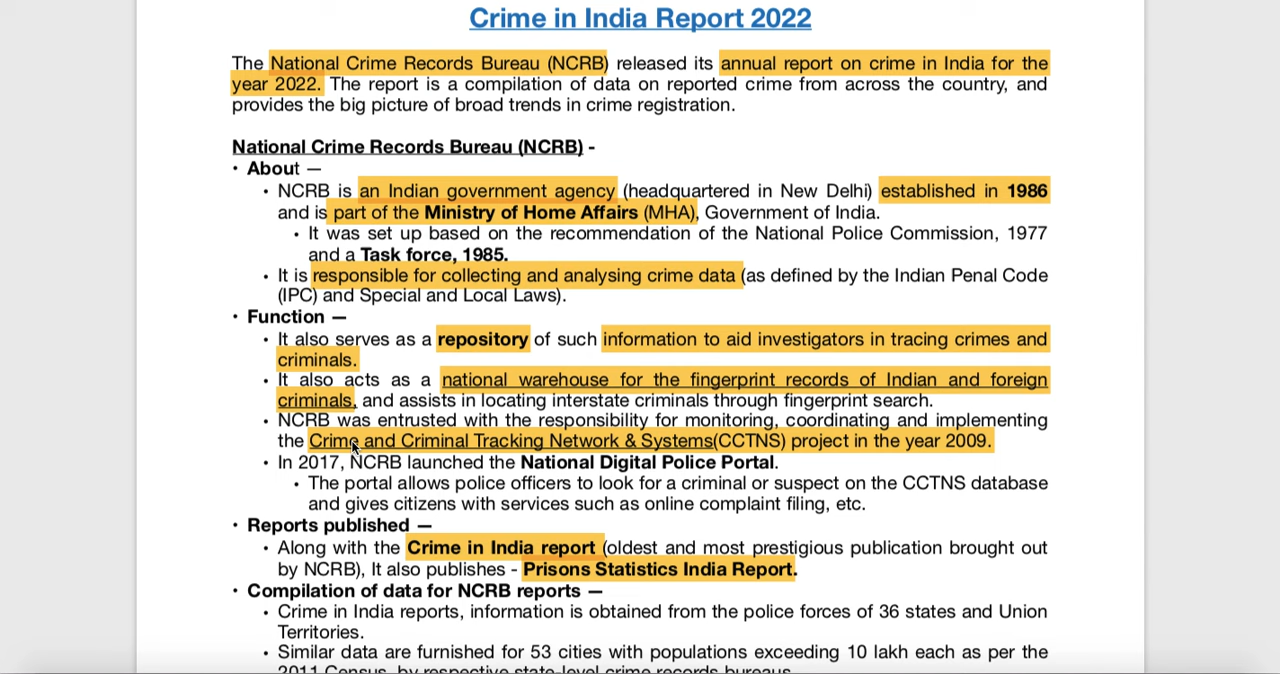 Crime in India Report 2022
The National Crime Records Bureau (NCRB) released its annual report on crime in India for the
year 2022. The report is a compilation of data on reported crime from across the country, and
provides the big picture of broad trends in crime registration.
National Crime Records Bureau (NCRB) -
• About —
• NCRB is an Indian government agency (headquartered in New Delhi) established in 1986
and is part of the Ministry of Home Affairs (MHA), Government of India.
• It was set up based on the recommendation of the National Police Commission, 1977
and a Task force, 1985.
• It is responsible for collecting and analysing crime data (as defined by the Indian Penal Code
(IPC) and Special and Local Laws).
• Function —
• It also serves as a repository of such information to aid investigators in tracing crimes and
criminals.
• It also acts as a national warehouse for the fingerprint records of Indian and foreign
criminals, and assists in locating interstate criminals through fingerprint search.
• NCRB was entrusted with the responsibility for monitoring, coordinating and implementing
the Crime and Criminal Tracking Network & Systems(CCTNS) project in the year 2009.
• In 2017, NCRB launched the National Digital Police Portal.
• The portal allows police officers to look for a criminal or suspect on the CCTNS database
and gives citizens with services such as online complaint filing, etc.
• Reports published —
• Along with the Crime in India report (oldest and most prestigious publication brought out
by NCRB), It also publishes - Prisons Statistics India Report.
• Compilation of data for NCRB reports —
• Crime in India reports, information is obtained from the police forces of 36 states and Union
Territories.
• Similar data are furnished for 53 cities with populations exceeding 10 lakh each as per the
2011 Census, by respective state-level crime records bureaus.